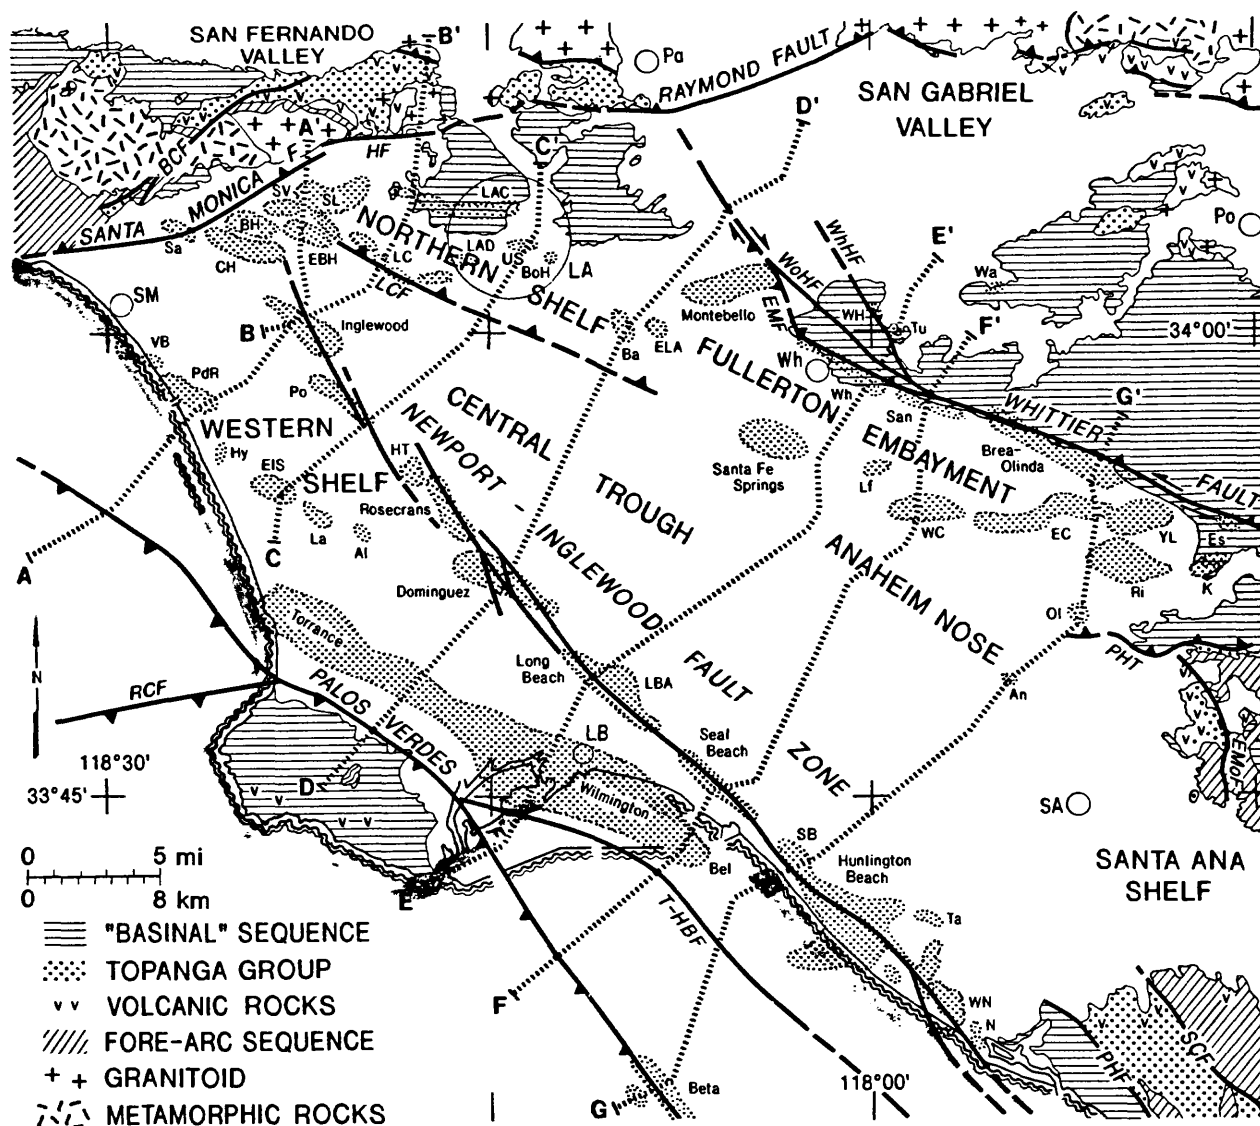 SAN FERNANDO
VALLEY
B'
Pa
RAYMOND FAULT
SAN GABRIEL
VALLEY
D'
A'
BCF
F
HF
C'
SANTA MONICA
Sa
SV
SL
BH
CH
EBH
LC
LCF
LAC
LAD
US
BoH
LA
NORTHERN
SHELF
WhHF
WoHF
EMF
E'
Wa
Po
WH
Tu
F'
34°00'
SM
VB
B
Inglewood
PdR
Po
Montebello
Ba
ELA
Wh
Wh
San
FULLERTON
EMBAYMENT
WHITTIER
FAULT
G'
Brea-
Olinda
WESTERN
SHELF
Hy
EIS
La
Al
C
HT
Rosecrans
CENTRAL
TROUGH
NEWPORT -
INGLEWOOD
FAULT
ZONE
Santa Fe
Springs
Lf
WC
EC
YL
Es
K
Ri
Ol
ANAHEIM NOSE
PHT
An
A
N
Dominguez
Torrance
Long
Beach
LBA
RCF
PALOS VERDES
Seal
Beach
LB
Wilmington
118°30'
33°45'
D
EMoF
SA
SB
Bel
Huntington
Beach
SANTA ANA
SHELF
0 5 mi
0 8 km
E
T-HBF
Ta
F
WN
N
PHF
SCF
118°00'
Beta
G
"BASINAL" SEQUENCE
TOPANGA GROUP
VOLCANIC ROCKS
FORE-ARC SEQUENCE
GRANITOID
METAMORPHIC ROCKS